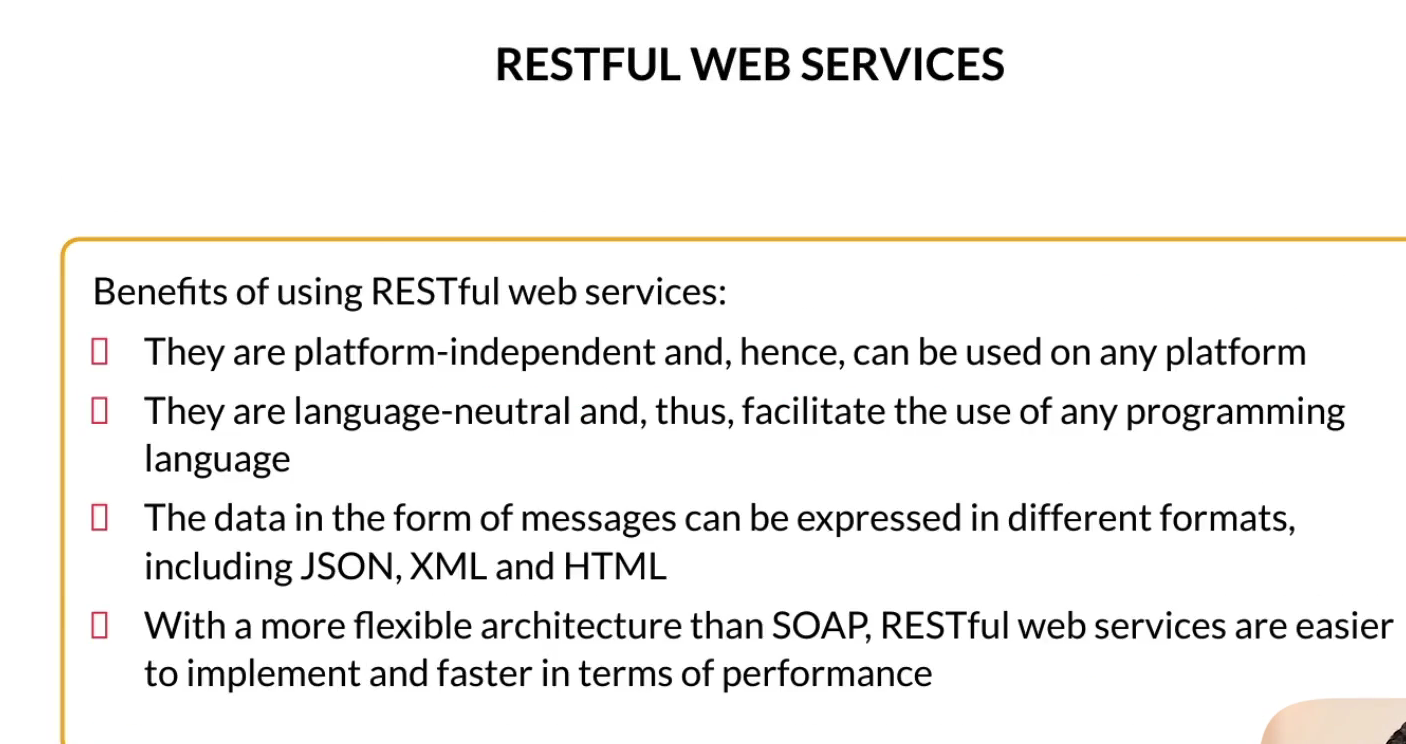 RESTFUL WEB SERVICES
Benefits of using RESTful web services:
They are platform-independent and, hence, can be used on any platform
They are language-neutral and, thus, facilitate the use of any programming
language
The data in the form of messages can be expressed in different formats,
including JSON, XML and HTML
With a more flexible architecture than SOAP, RESTful web services are easier
to implement and faster in terms of performance